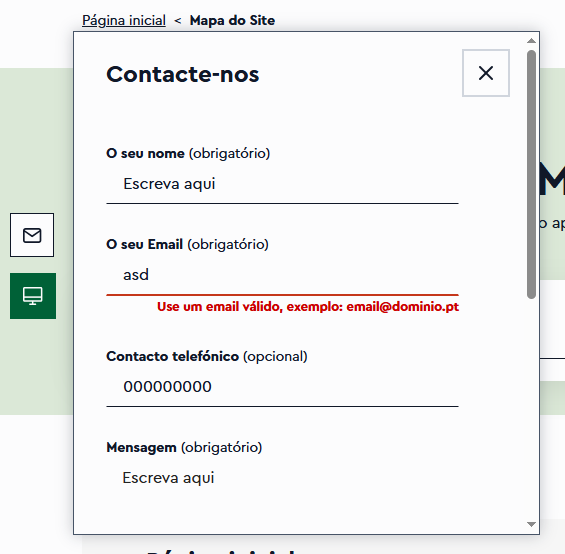 Página inicial < Mapa do Site
Contacte-nos
O seu nome (obrigatório)
Escreva aqui
O seu Email (obrigatório)
asd
Use um email válido, exemplo: email@dominio.pt
Contacto telefónico (opcional)
000000000
Mensagem (obrigatório)
Escreva aqui